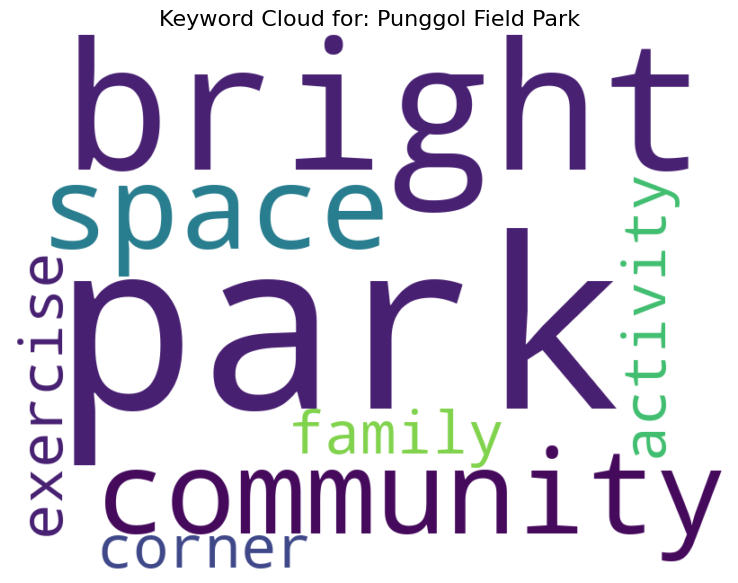 Keyword Cloud for: Punggol Field Park
bright
space
activity
park
exercise
family
community
corner